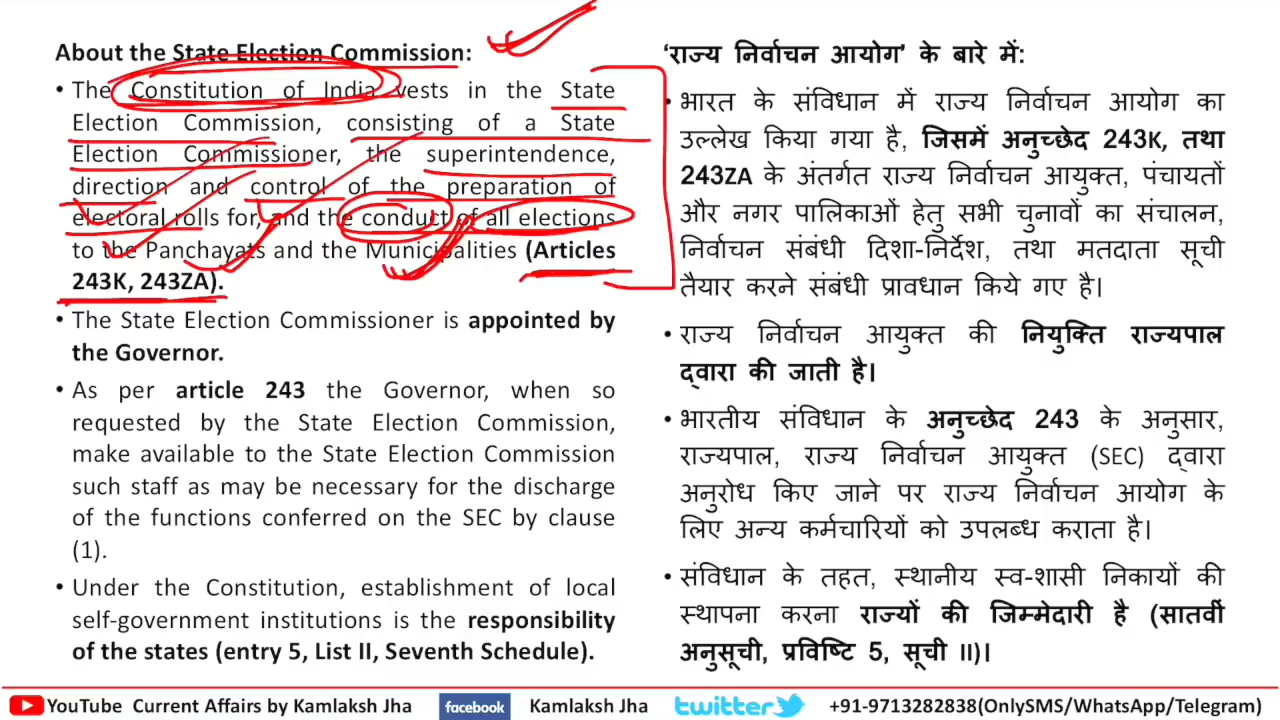 About the State Election Commission:
• The Constitution of India vests in the State
Election Commission, consisting of a State
Election Commissioner, the superintendence,
direction and control of the preparation of
electoral rolls for, and the conduct of all elections
to the Panchayats and the Municipalities (Articles
243K, 243ZA).
• The State Election Commissioner is appointed by
the Governor.
• As per article 243 the Governor, when so
requested by the State Election Commission,
make available to the State Election Commission
such staff as may be necessary for the discharge
of the functions conferred on the SEC by clause
(1).
• Under the Constitution, establishment of local
self-government institutions is the responsibility
of the states (entry 5, List II, Seventh Schedule).
‘राज्य निर्वाचन आयोग’ के बारे में:
• भारत के संविधान में राज्य निर्वाचन आयोग का
उल्लेख किया गया है, जिसमें अनुच्छेद 243K, तथा
243ZA के अंतर्गत राज्य निर्वाचन आयुक्त, पंचायतों
और नगर पालिकाओं हेतु सभी चुनावों का संचालन,
निर्वाचन संबंधी दिशा-निर्देश, तथा मतदाता सूची
तैयार करने संबंधी प्रावधान किये गए है।
• राज्य निर्वाचन आयुक्त की नियुक्ति राज्यपाल
द्वारा की जाती है।
• भारतीय संविधान के अनुच्छेद 243 के अनुसार,
राज्यपाल, राज्य निर्वाचन आयुक्त (SEC) द्वारा
अनुरोध किए जाने पर राज्य निर्वाचन आयोग के
लिए अन्य कर्मचारियों को उपलब्ध कराता है।
• संविधान के तहत, स्थानीय स्व-शासी निकायों की
स्थापना करना राज्यों की जिम्मेदारी है (सातवीं
अनुसूची, प्रविष्टि 5, सूची II)।
YouTube Current Affairs by Kamlaksh Jha facebook Kamlaksh Jha twitter +91-9713282838(OnlySMS/WhatsApp/Telegram)